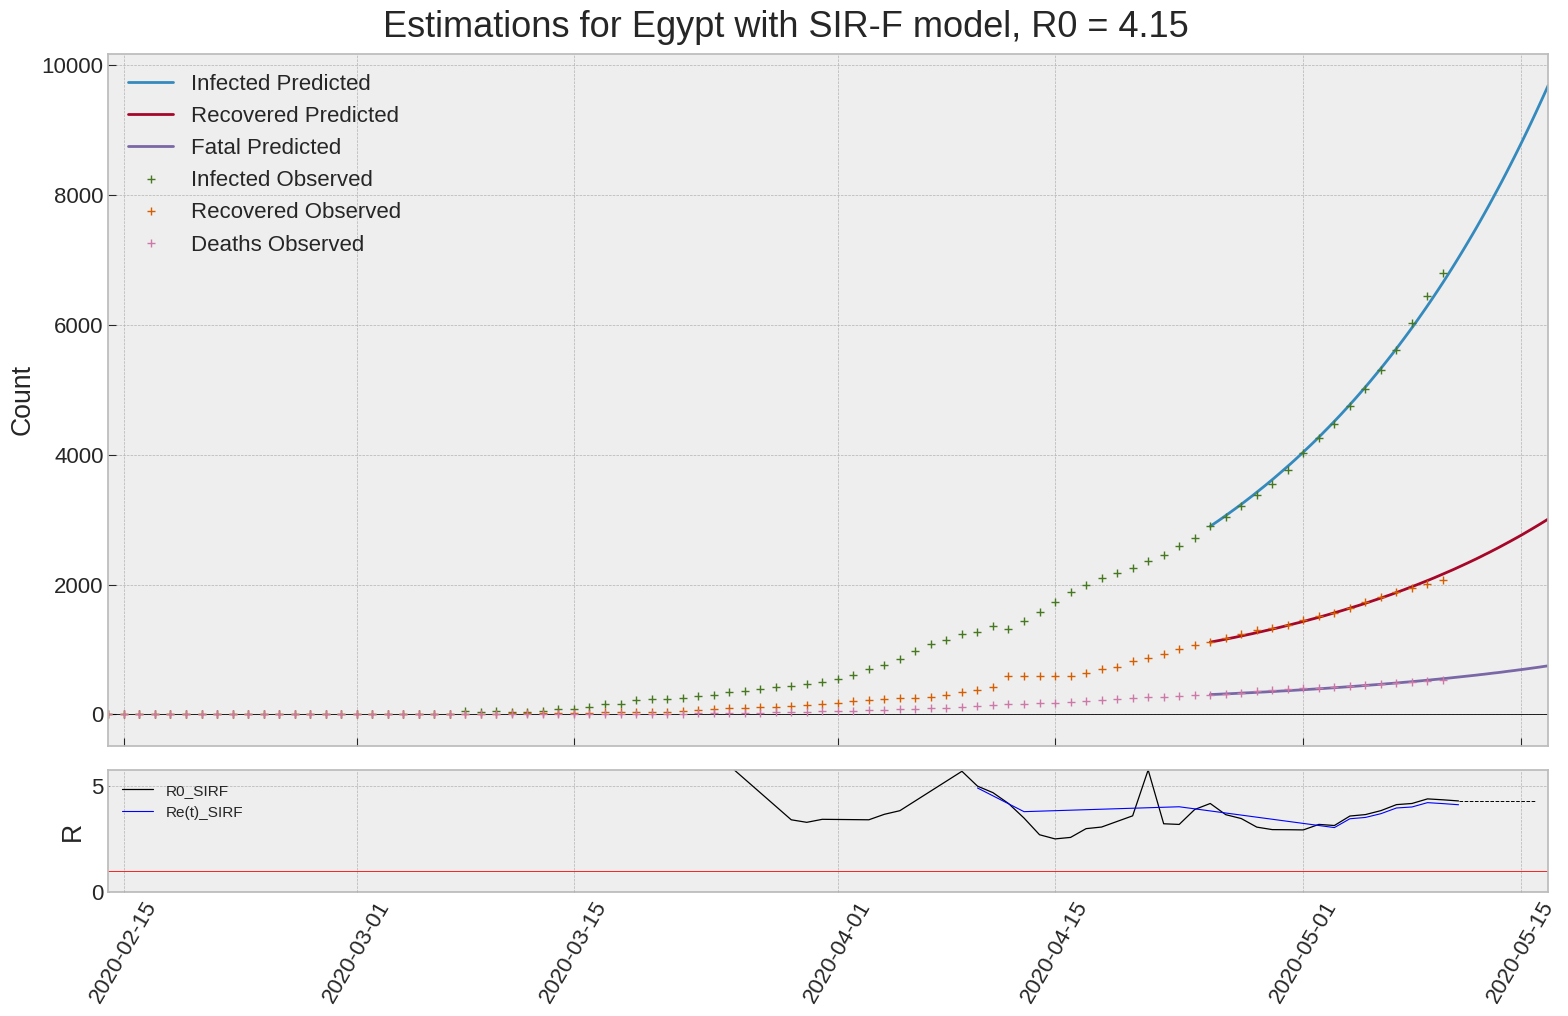 Estimations for Egypt with SIR-F model, R0 = 4.15
10000
8000
6000
4000
2000
0
Count
Infected Predicted
Recovered Predicted
Fatal Predicted
Infected Observed
Recovered Observed
Deaths Observed
5
0
R
R0_SIRF
Re(t)_SIRF
2020-02-15
2020-03-01
2020-03-15
2020-04-01
2020-04-15
2020-05-01
2020-05-15